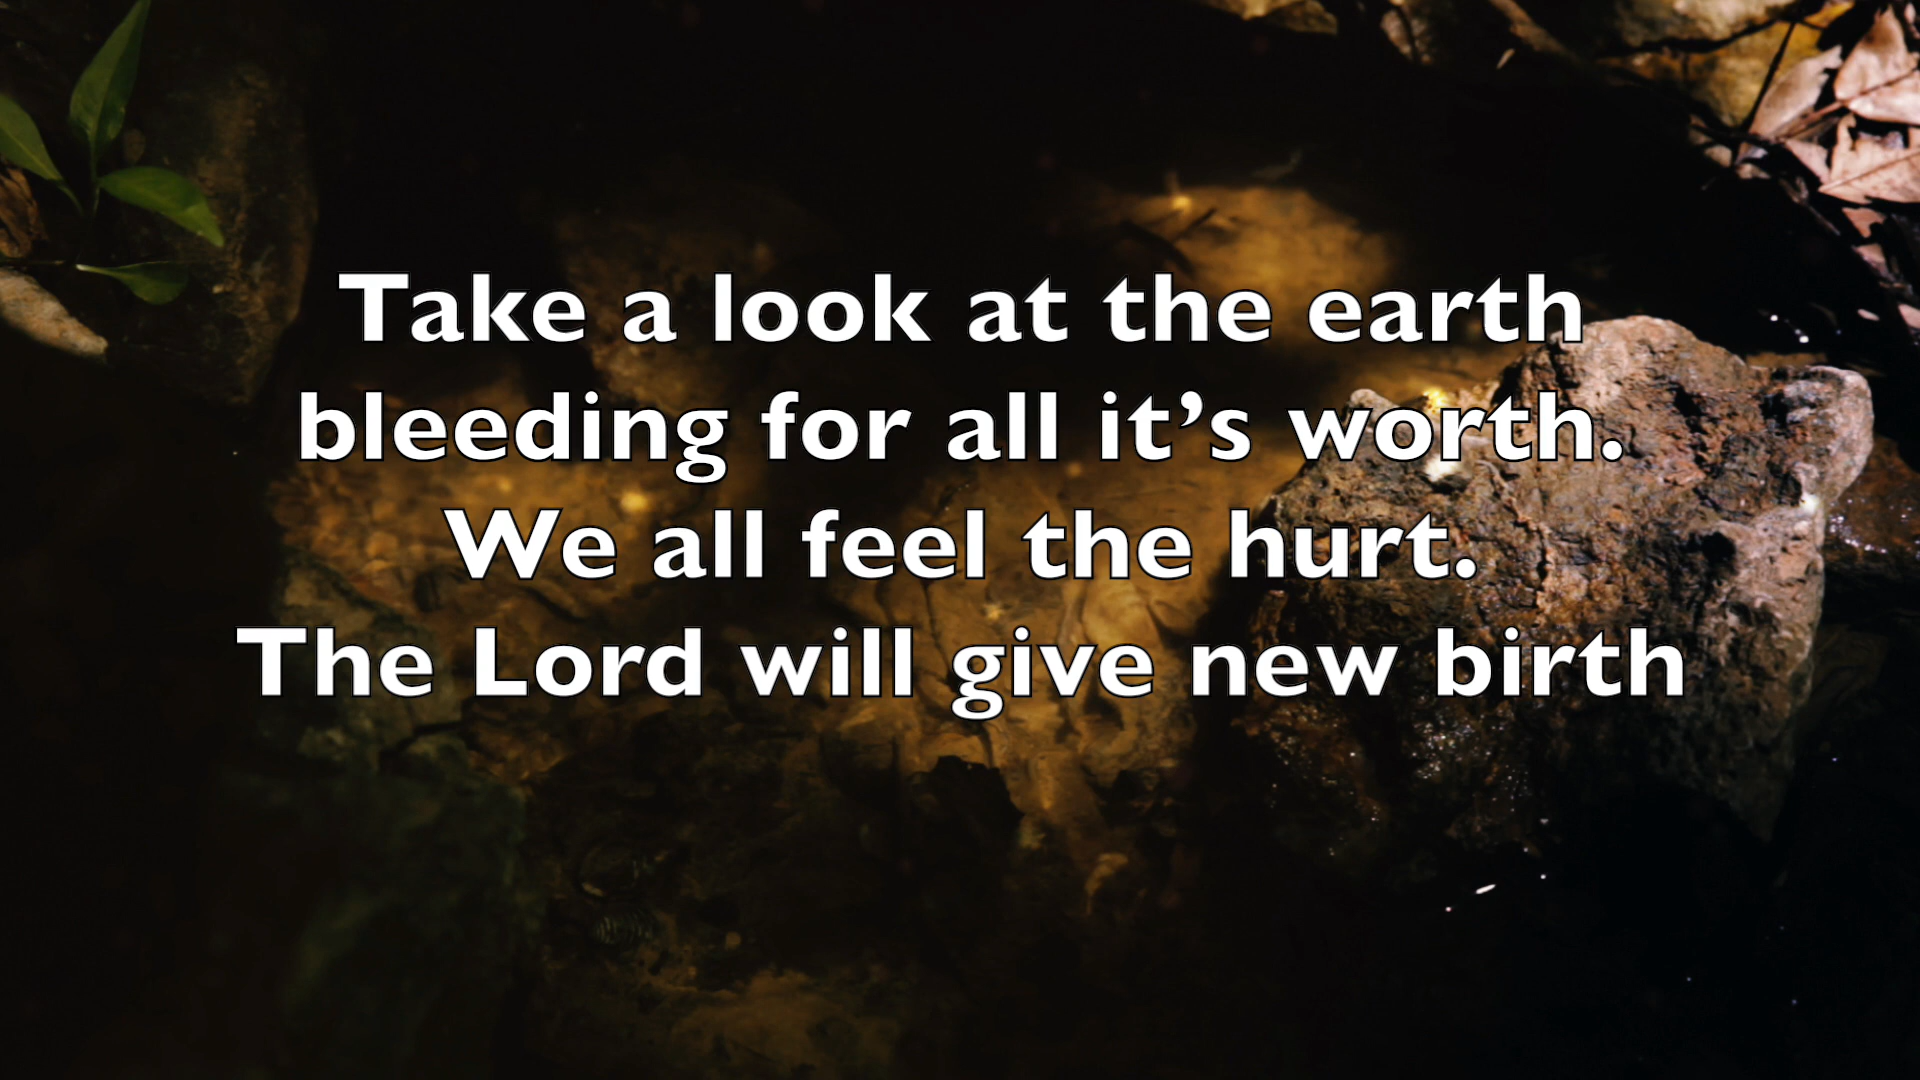 Take a look at the earth
bleeding for all it’s worth.
We all feel the hurt.
The Lord will give new birth